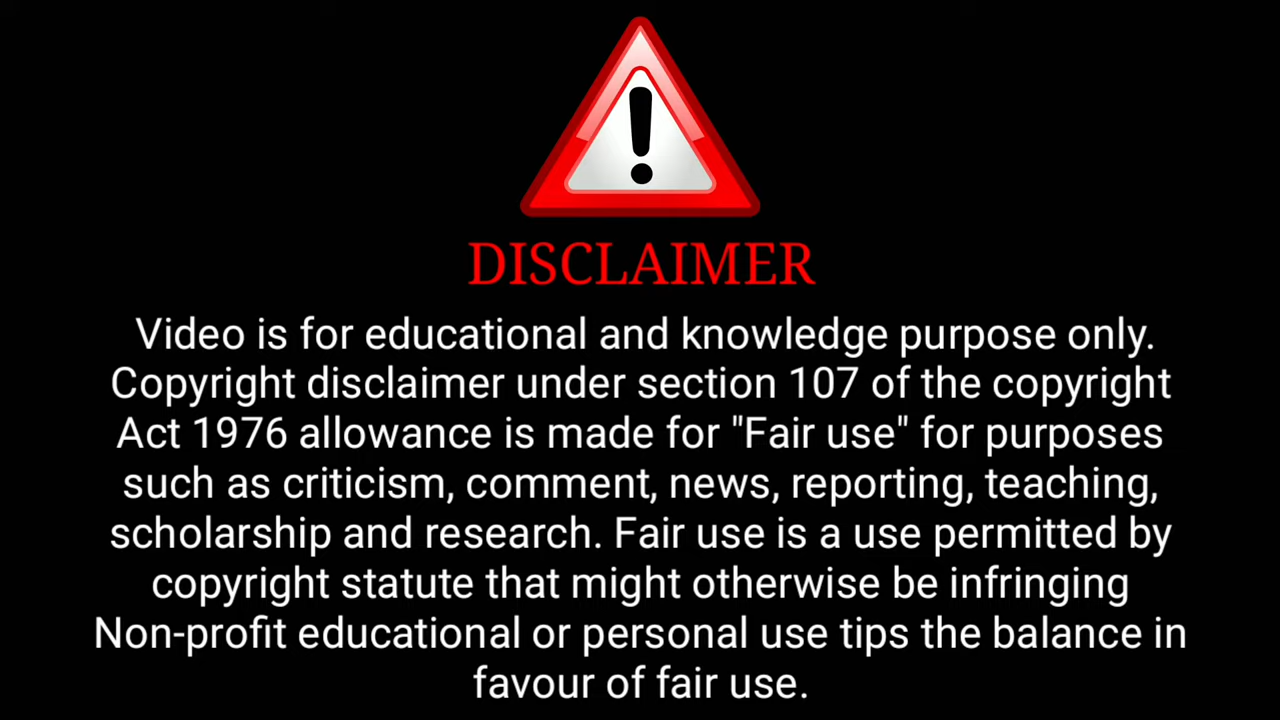 DISCLAIMER
Video is for educational and knowledge purpose only.
Copyright disclaimer under section 107 of the copyright
Act 1976 allowance is made for "Fair use" for purposes
such as criticism, comment, news, reporting, teaching,
scholarship and research. Fair use is a use permitted by
copyright statute that might otherwise be infringing
Non-profit educational or personal use tips the balance in
favour of fair use.